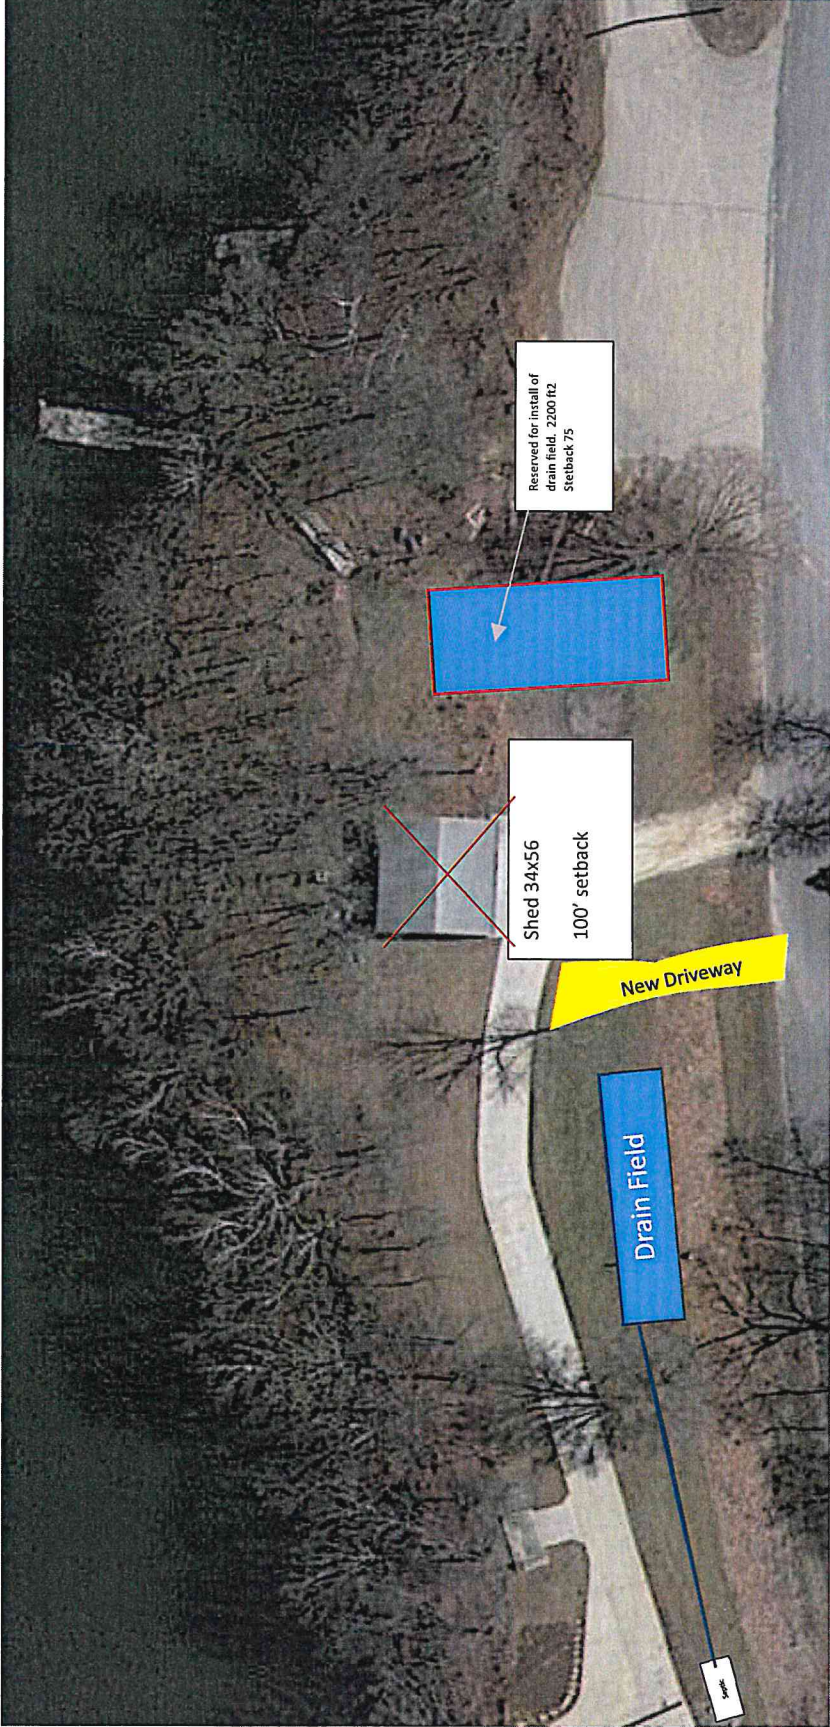 Septic
Drain Field
New Driveway
Shed 34x56
100' setback
Reserved for install of
drain field.  2200 ft2
Stetback 75